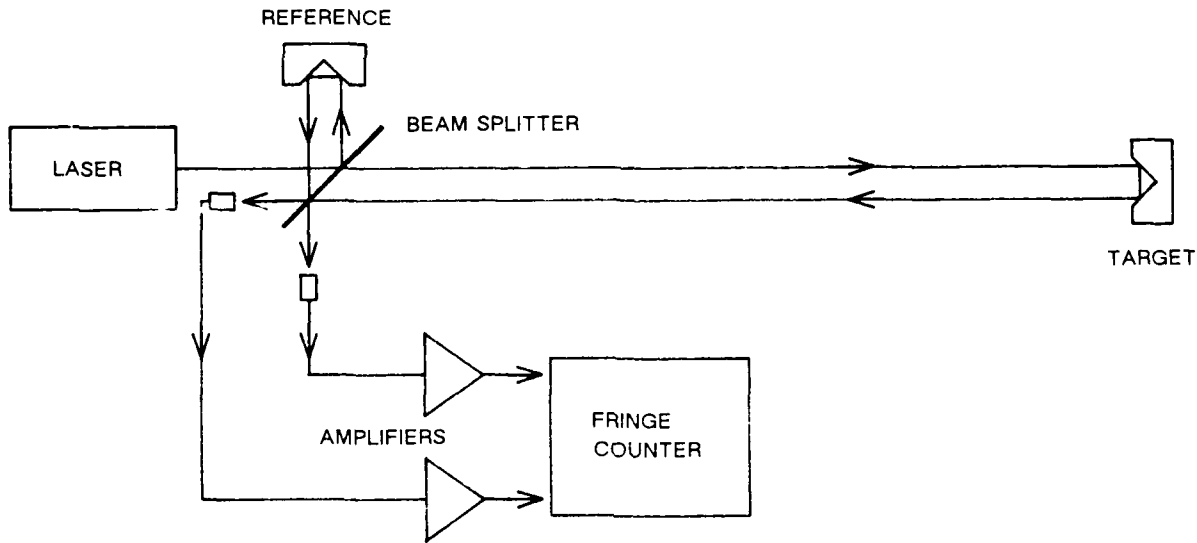 REFERENCE
BEAM SPLITTER
LASER
TARGET
AMPLIFIERS
FRINGE
COUNTER